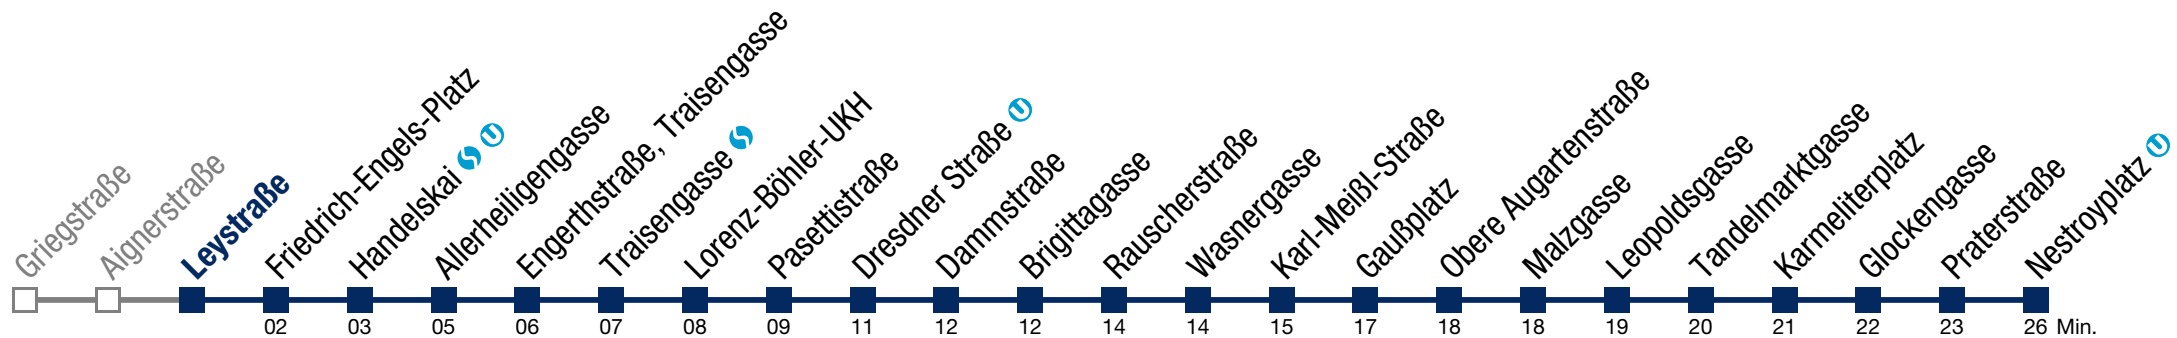 Griegstraße
Aignerstraße
Leystraße
Friedrich-Engels-Platz
Handelskai
Allerheiligengasse
Engerthstraße, Traisengasse
Traisengasse
Lorenz-Böhler-UKH
Pasettistraße
Dresdner Straße
Dammstraße
Brigittagasse
Rauscherstraße
Wasnergasse
Karl-Meißl-Straße
Gaußplatz
Obere Augartenstraße
Malzgasse
Leopoldsgasse
Tandelmarktgasse
Karmeliterplatz
Glockengasse
Praterstraße
Nestroyplatz
02 03 05 06 07 08 09 11 12 12 14 14 15 17 18 18 19 20 21 22 23 26 Min.